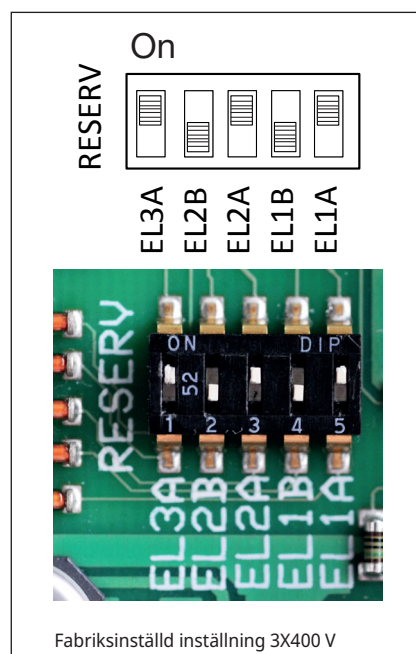 On
RESERV
EL3A
EL2B
EL2A
EL1B
EL1A
ON DIP
52
1 2 3 4 5
RESERV
EL3A
EL2B
EL2A
EL1B
EL1A
Fabriksinställd inställning 3X400 V